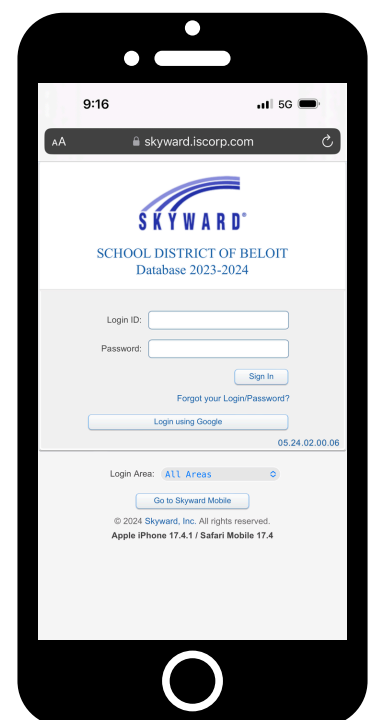 9:16
5G
AA
skyward.iscorp.com
SKYWARD®
SCHOOL DISTRICT OF BELOIT
Database 2023-2024
Login ID:
Password:
Sign In
Forgot your Login/Password?
Login using Google
05.24.02.00.06
Login Area: All Areas
Go to Skyward Mobile
© 2024 Skyward, Inc. All rights reserved.
Apple iPhone 17.4.1 / Safari Mobile 17.4